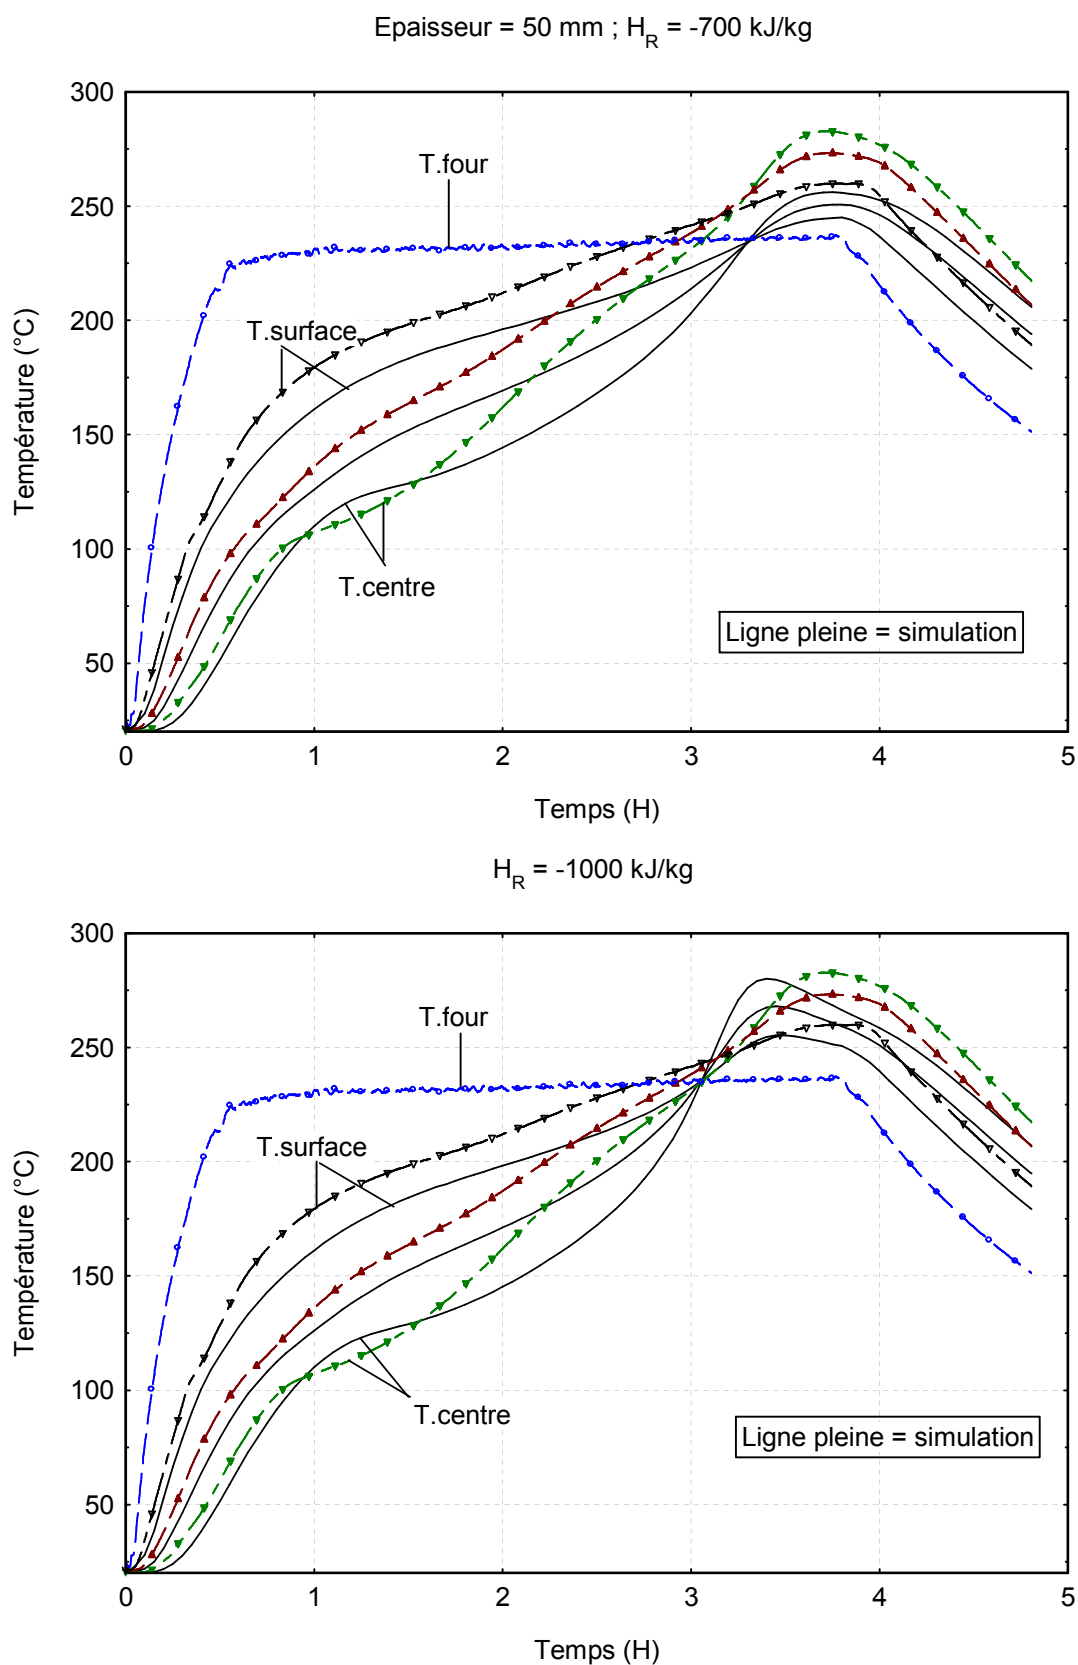 Epaisseur = 50 mm ; H_R = -700 kJ/kg
300
250
200
150
100
50
0
1
2
3
4
5
Température (°C)
T.four
T.surface
T.centre
Ligne pleine = simulation
Temps (H)
H_R = -1000 kJ/kg
300
250
200
150
100
50
0
1
2
3
4
5
Température (°C)
T.four
T.surface
T.centre
Ligne pleine = simulation
Temps (H)